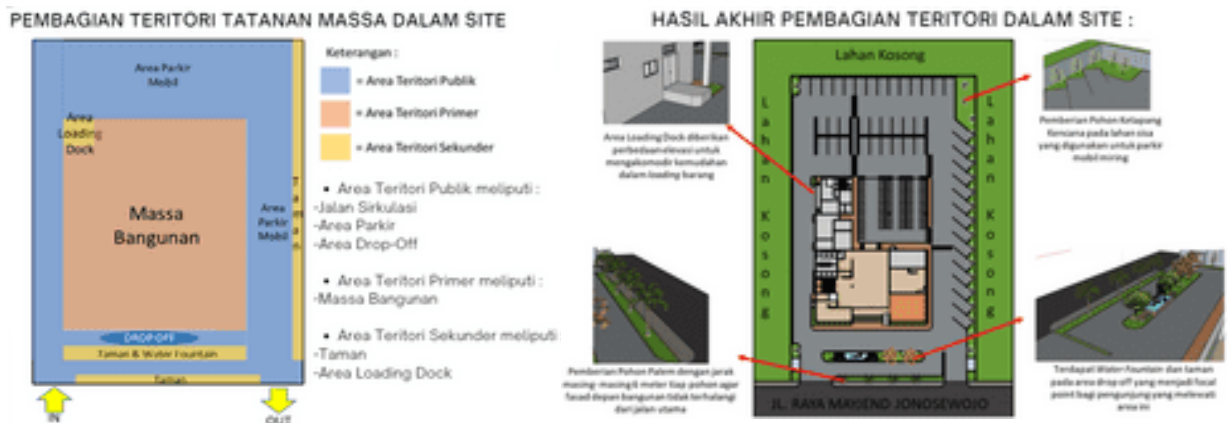 PEMBAGIAN TERITORI TATANAN MASSA DALAM SITE
Area Parkir
Mobil
Area
Loading
Dock
Massa
Bangunan
Area
Parkir
Mobil
Taman
DROP OFF
Taman & Water Fountain
Taman
IN
OUT
Keterangan :
= Area Teritori Publik
= Area Teritori Primer
= Area Teritori Sekunder
• Area Teritori Publik meliputi :
-Jalan Sirkulasi
-Area Parkir
-Area Drop-Off
• Area Teritori Primer meliputi :
-Massa Bangunan
• Area Teritori Sekunder meliputi
-Taman
-Area Loading Dock
HASIL AKHIR PEMBAGIAN TERITORI DALAM SITE :
Area Loading Dock diberikan
perbedaan elevasi untuk
mengakomodir kemudahan
dalam loading barang
Lahan Kosong
Lahan Kosong
Lahan Kosong
Pemberian Pohon Ketapang
Kencana pada lahan sisa
yang digunakan untuk parkir
mobil miring
Pemberian Pohon Palem dengan jarak
masing-masing 6 meter tiap pohon agar
fasad depan bangunan tidak terhalangi
dari jalan utama
JL. RAYA MAYJEND JONOSEWOJO
Terdapat Water Fountain dan taman
pada area drop off yang menjadi focal
point bagi pengunjung yang melewati
area ini